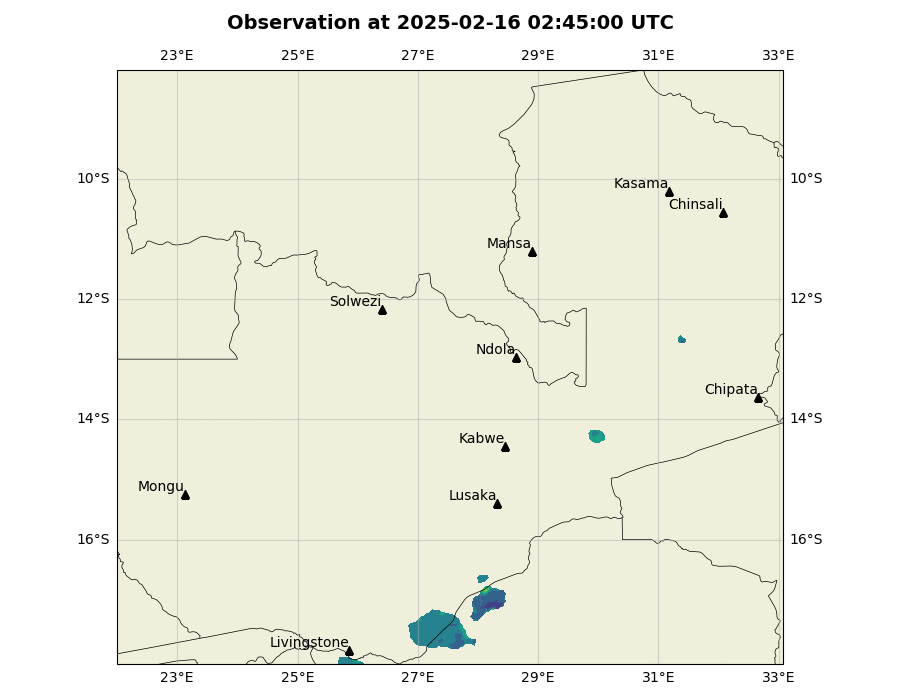 Observation at 2025-02-16 02:45:00 UTC
23°E 25°E 27°E 29°E 31°E 33°E
10°S 10°S
Kasama
Chinsali
Mansa
12°S 12°S
Solwezi
Ndola
Chipata
14°S 14°S
Kabwe
Mongu
Lusaka
16°S 16°S
Livingstone
23°E 25°E 27°E 29°E 31°E 33°E